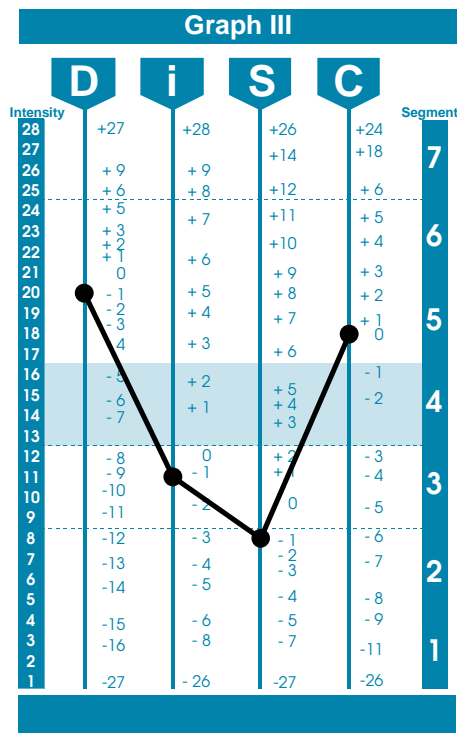 Graph III
D i S C
Intensity Segment
28 +27 +28 +26 +24
27 +14 +18 7
26 + 9 + 9
25 + 6 + 8 +12 + 6
24 + 5 + 7 +11 + 5
23 + 3 6
+ 2 +10 + 4
22 + 1 + 6
21 0 + 9 + 3
20 - 1 + 5 + 8 + 2
19 - 2 + 4 + 7 + 1 5
18 - 3 0
17 4 + 3 + 6
16 - 5 + 2 - 1
15 - 6 + 5 - 2 4
14 - 7 + 1 + 4
13 + 3
12 - 8 0 + 2 - 3
11 - 9 - 1 + - 4 3
10 -10 - 2 0
9 -11 - 5
8 -12 - 3 - 1 - 6
7 -13 - 4 - 2 - 7
6 -14 - 5 - 3 2
5 - 4 - 8
4 -15 - 6 - 5 - 9
3 -16 - 8 - 7 -11 1
2
1 -27 - 26 -27 -26